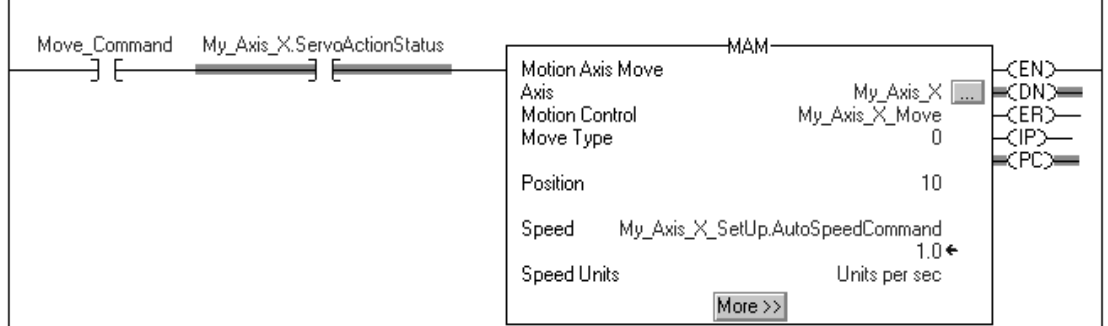 Move_Command My_Axis_X.ServoActionStatus
MAM
Motion Axis Move
Axis My_Axis_X ...
Motion Control My_Axis_X_Move
Move Type 0
Position 10
Speed My_Axis_X_SetUp.AutoSpeedCommand
1.0
Speed Units Units per sec
More >>
EN
DN
ER
IP
PC